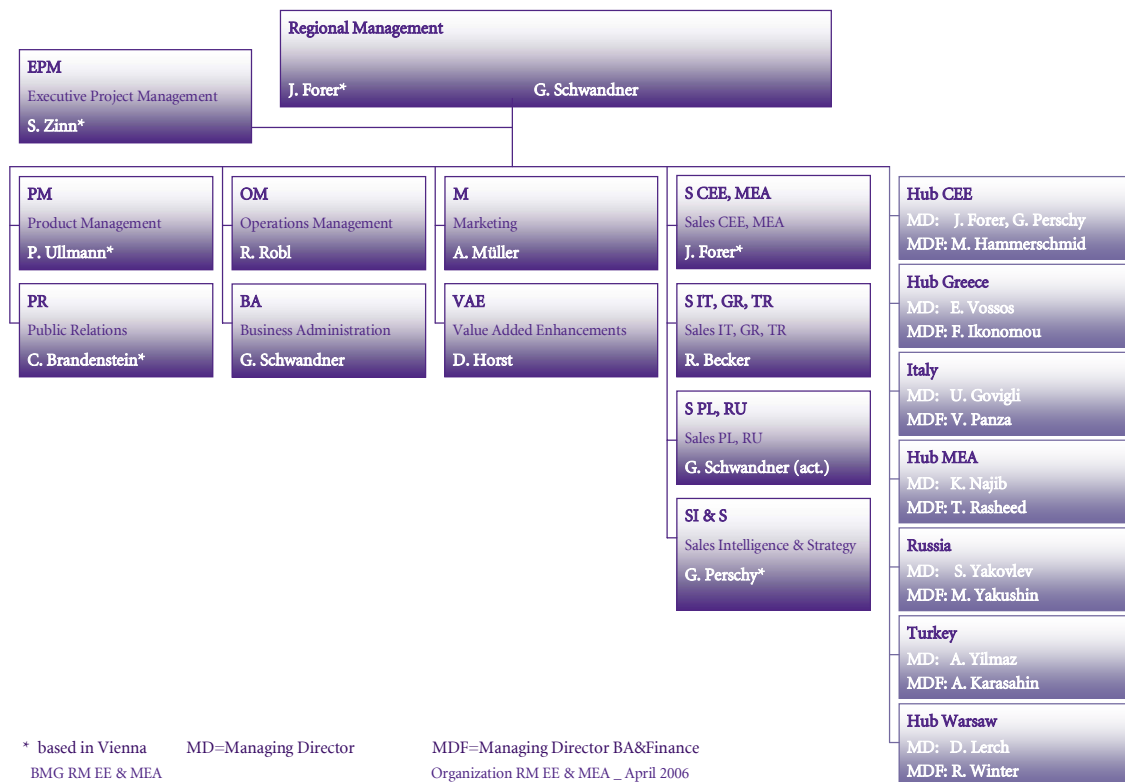 Regional Management
J. Forer* G. Schwandner
EPM
Executive Project Management
S. Zinn*
PM
Product Management
P. Ullmann*
PR
Public Relations
C. Brandenstein*
OM
Operations Management
R. Robl
BA
Business Administration
G. Schwandner
M
Marketing
A. Müller
VAE
Value Added Enhancements
D. Horst
S CEE, MEA
Sales CEE, MEA
J. Forer*
S IT, GR, TR
Sales IT, GR, TR
R. Becker
S PL, RU
Sales PL, RU
G. Schwandner (act.)
SI & S
Sales Intelligence & Strategy
G. Perschy*
Hub CEE
MD: J. Forer, G. Perschy
MDF: M. Hammerschmid
Hub Greece
MD: E. Vossos
MDF: F. Ikonomou
Italy
MD: U. Govigli
MDF: V. Panza
Hub MEA
MD: K. Najib
MDF: T. Rasheed
Russia
MD: S. Yakovlev
MDF: M. Yakushin
Turkey
MD: A. Yilmaz
MDF: A. Karasahin
Hub Warsaw
MD: D. Lerch
MDF: R. Winter
* based in Vienna MD=Managing Director MDF=Managing Director BA&Finance
BMG RM EE & MEA Organization RM EE & MEA _ April 2006